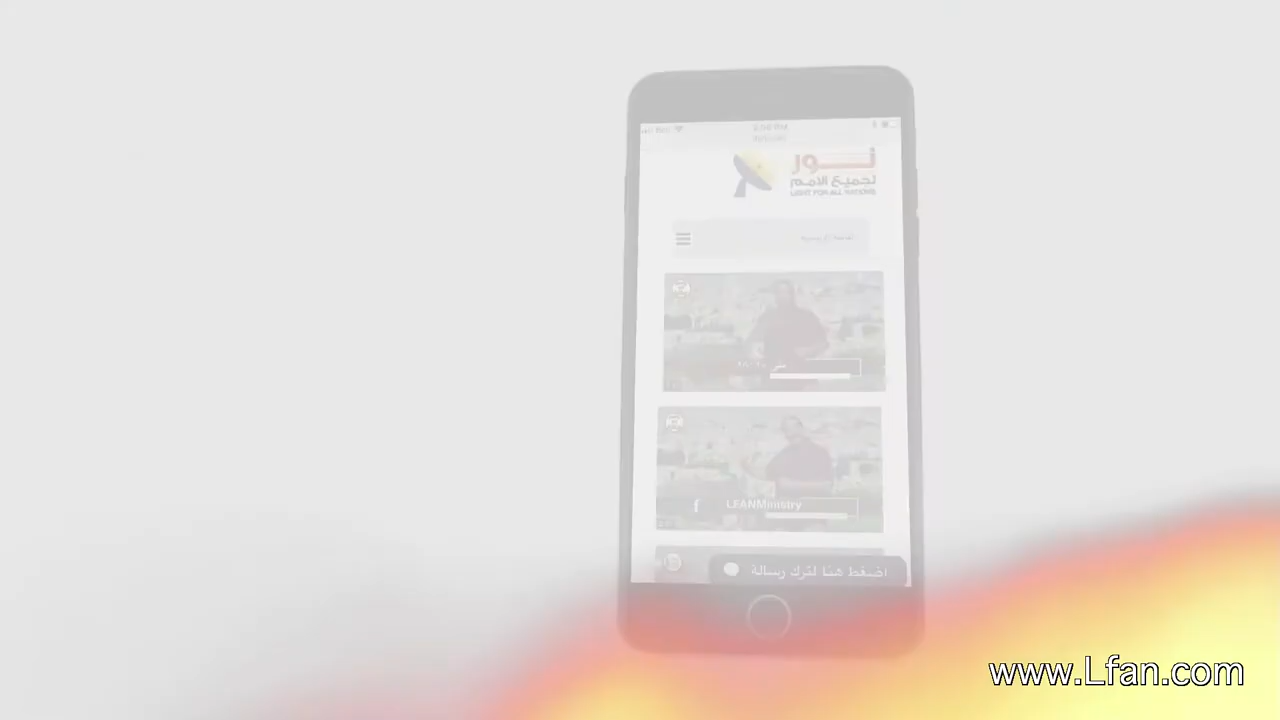 نور
لجميع الامم
LIGHT FOR ALL NATIONS
LFANMinistry
اضغط هنا لترك رسالة
www.Lfan.com